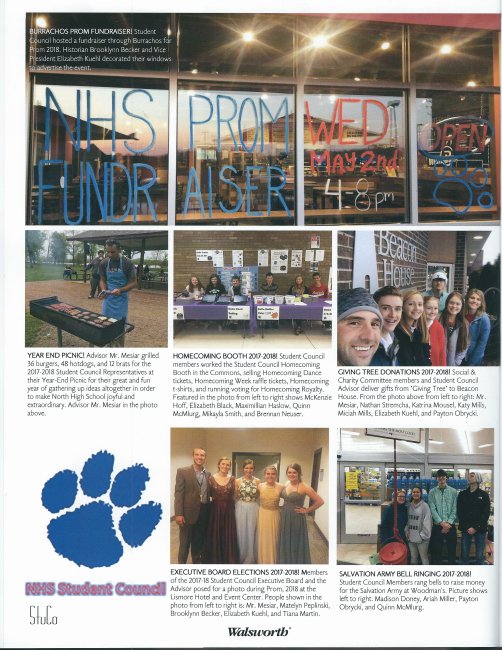 BURRACHOS PROM FUNDRAISER! Student
Council hosted a fundraiser through Burrachos for
Prom 2018. Historian Brooklynn Becker and Vice
President Elizabeth Kuehl decorated their windows
to advertise the event.
NHS PROM WED OPEN
FUNDR AISER MAY 2nd
4-8pm
Beacon
House
YEAR END PICNIC! Advisor Mr. Mesiar grilled
36 burgers, 48 hotdogs, and 12 brats for the
2017-2018 Student Council Representatives at
their Year-End Picnic for their great and fun
year of gathering up ideas altogether in order
to make North High School joyful and
extraordinary. Advisor Mr. Mesiar in the photo
above.
HOMECOMING BOOTH 2017-2018! Student Council
members worked the Student Council Homecoming
Booth in the Commons, selling Homecoming Dance
tickets, Homecoming Week raffle tickets, Homecoming
t-shirts, and running voting for Homecoming Royalty.
Featured in the photo from left to right shows McKenzie
Hoff, Elizabeth Black, Maximillian Haslow, Quinn
McMlurg, Mikayla Smith, and Brennan Neuser.
GIVING TREE DONATIONS 2017-2018! Social &
Charity Committee members and Student Council
Advisor deliver gifts from "Giving Tree" to Beacon
House. From the photo above from left to right: Mr.
Mesiar, Nathan Stremcha, Katrina Mousel, Katy Mills,
Miciah Mills, Elizabeth Kuehl, and Payton Obrycki.
NHS Student Council
StuCo
EXECUTIVE BOARD ELECTIONS 2017-2018! Members
of the 2017-18 Student Council Executive Board and the
Advisor posed for a photo during Prom, 2018 at the
Lismore Hotel and Event Center. People shown in the
photo from left to right is: Mr. Mesiar, Matelyn Peplinski,
Brooklynn Becker, Elizabeth Kuehl, and Tiana Martin.
SALVATION ARMY BELL RINGING 2017-2018!
Student Council Members rang bells to raise money
for the Salvation Army at Woodman's. Picture shows
left to right. Madison Doney, Ariah Miller, Payton
Obrycki, and Quinn McMlurg.
Walsworth